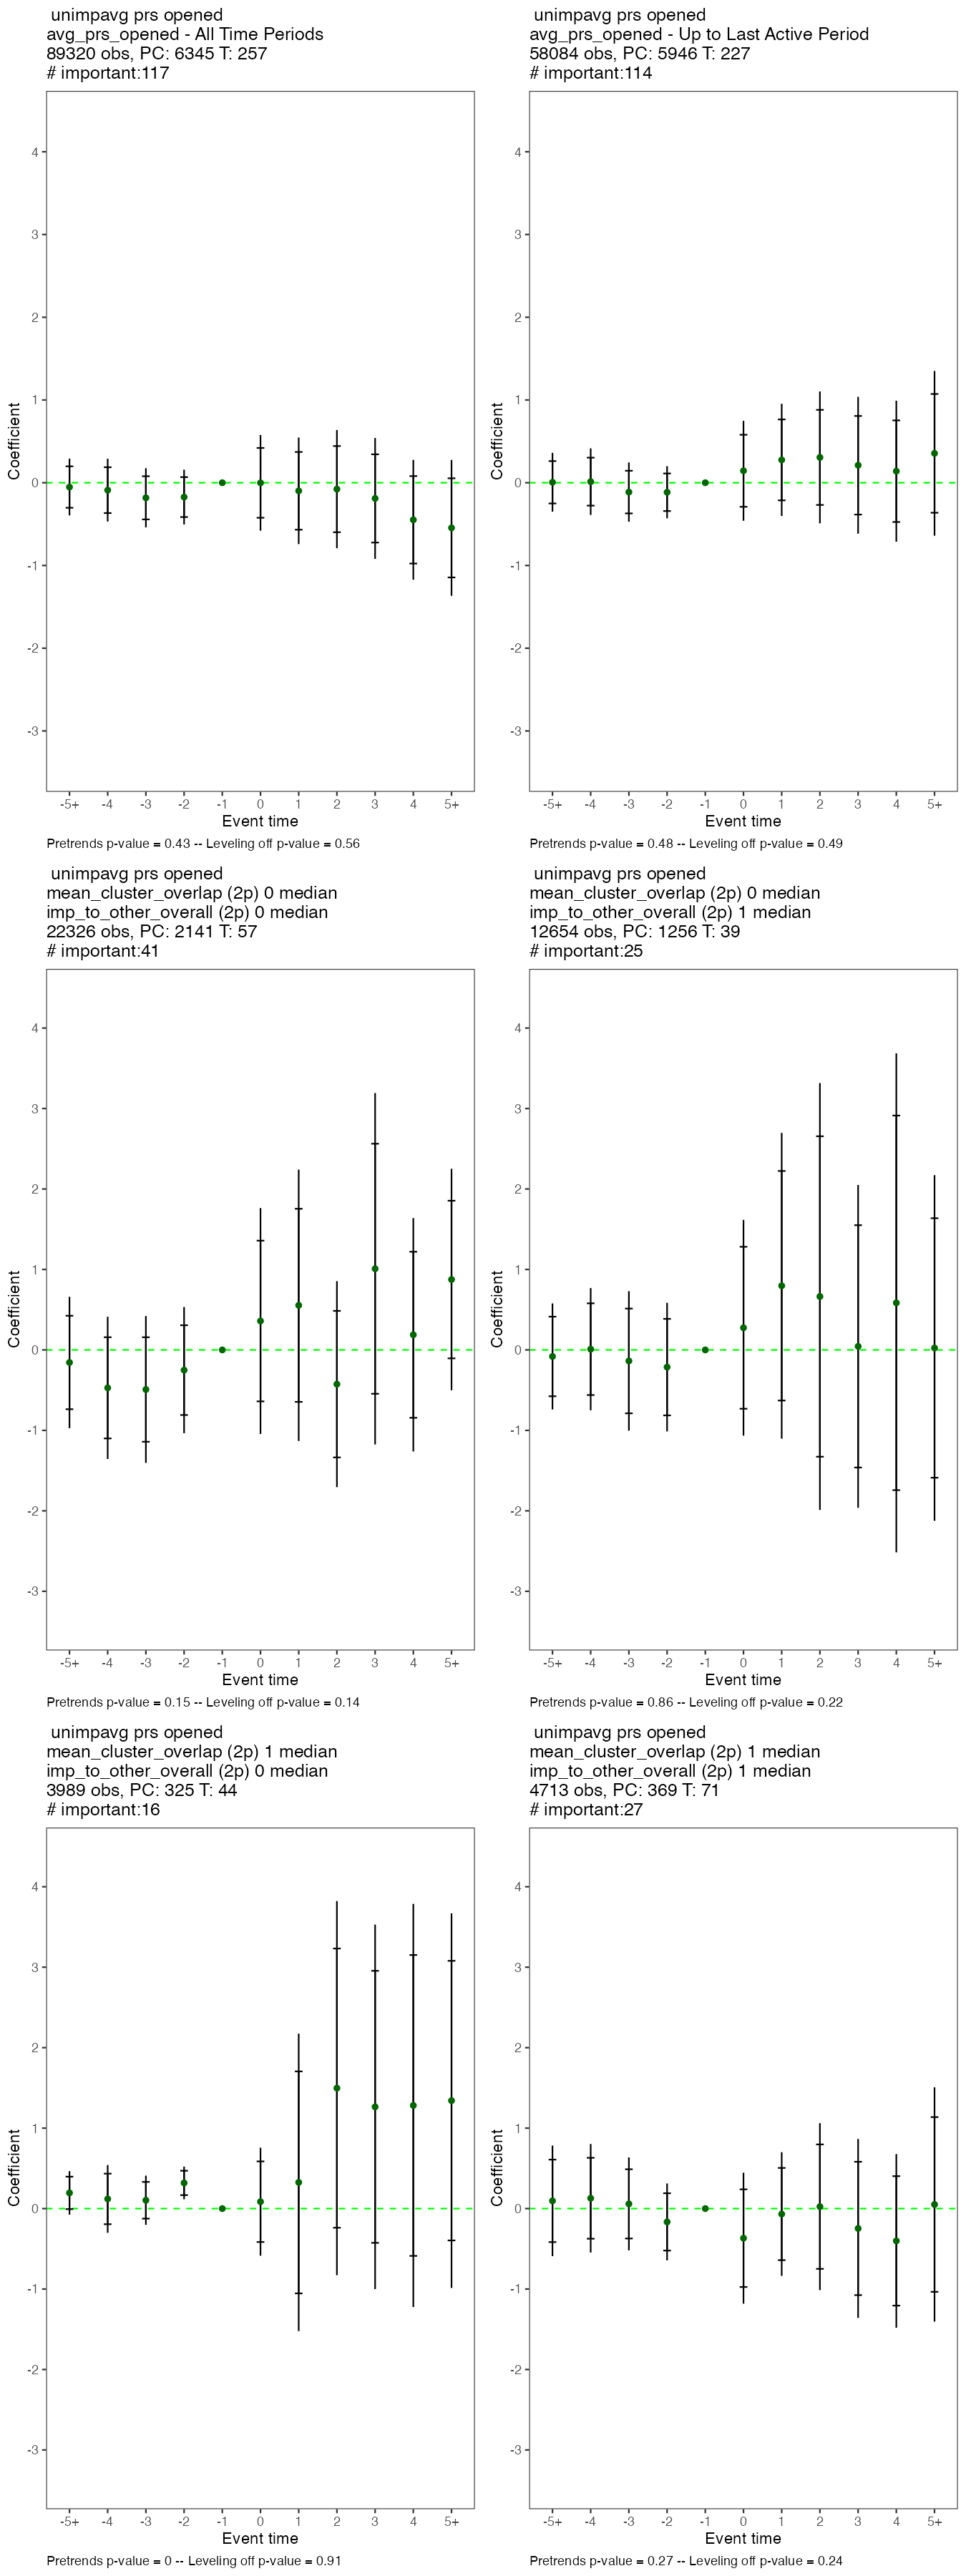 unimpavg prs opened
avg_prs_opened - All Time Periods
89320 obs, PC: 6345 T: 257
# important:117
4
3
2
1
0
-1
-2
-3
Coefficient
-5+ -4 -3 -2 -1 0 1 2 3 4 5+
Event time
Pretrends p-value = 0.43 -- Leveling off p-value = 0.56
unimpavg prs opened
avg_prs_opened - Up to Last Active Period
58084 obs, PC: 5946 T: 227
# important:114
4
3
2
1
0
-1
-2
-3
Coefficient
-5+ -4 -3 -2 -1 0 1 2 3 4 5+
Event time
Pretrends p-value = 0.48 -- Leveling off p-value = 0.49
unimpavg prs opened
mean_cluster_overlap (2p) 0 median
imp_to_other_overall (2p) 0 median
22326 obs, PC: 2141 T: 57
# important:41
4
3
2
1
0
-1
-2
-3
Coefficient
-5+ -4 -3 -2 -1 0 1 2 3 4 5+
Event time
Pretrends p-value = 0.15 -- Leveling off p-value = 0.14
unimpavg prs opened
mean_cluster_overlap (2p) 0 median
imp_to_other_overall (2p) 1 median
12654 obs, PC: 1256 T: 39
# important:25
4
3
2
1
0
-1
-2
-3
Coefficient
-5+ -4 -3 -2 -1 0 1 2 3 4 5+
Event time
Pretrends p-value = 0.86 -- Leveling off p-value = 0.22
unimpavg prs opened
mean_cluster_overlap (2p) 1 median
imp_to_other_overall (2p) 0 median
3989 obs, PC: 325 T: 44
# important:16
4
3
2
1
0
-1
-2
-3
Coefficient
-5+ -4 -3 -2 -1 0 1 2 3 4 5+
Event time
Pretrends p-value = 0 -- Leveling off p-value = 0.91
unimpavg prs opened
mean_cluster_overlap (2p) 1 median
imp_to_other_overall (2p) 1 median
4713 obs, PC: 369 T: 71
# important:27
4
3
2
1
0
-1
-2
-3
Coefficient
-5+ -4 -3 -2 -1 0 1 2 3 4 5+
Event time
Pretrends p-value = 0.27 -- Leveling off p-value = 0.24